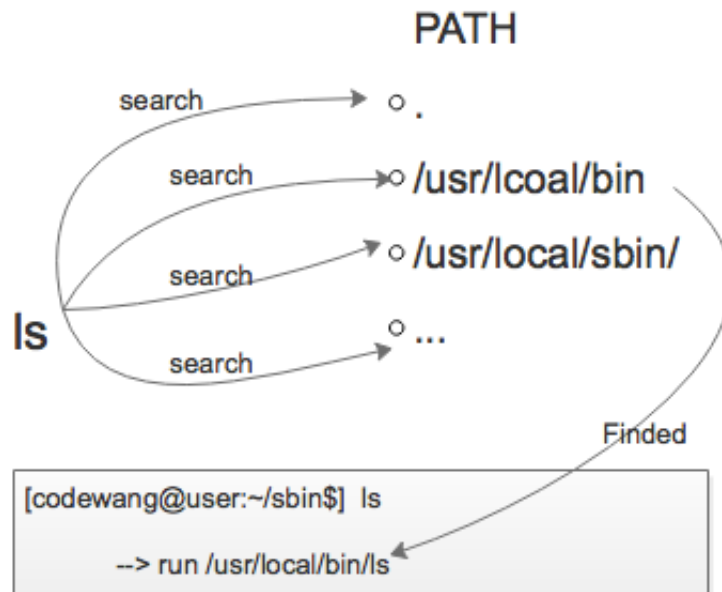 PATH
search
.
search
/usr/lcoal/bin
search
/usr/local/sbin/
ls
search
...
Finded
[codewang@user:~/sbin$] ls
--> run /usr/local/bin/ls